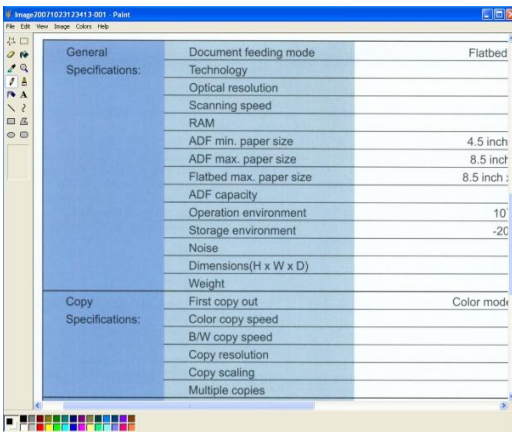 Image20071023123413-001 - Paint
File Edit View Image Colors Help
General Document feeding mode Flatbed
Specifications: Technology
Optical resolution
Scanning speed
RAM
ADF min. paper size 4.5 inch
ADF max. paper size 8.5 inch
Flatbed max. paper size 8.5 inch x
ADF capacity
Operation environment 10°
Storage environment -20
Noise
Dimensions(H x W x D)
Weight
Copy First copy out Color mode
Specifications: Color copy speed
B/W copy speed
Copy resolution
Copy scaling
Multiple copies